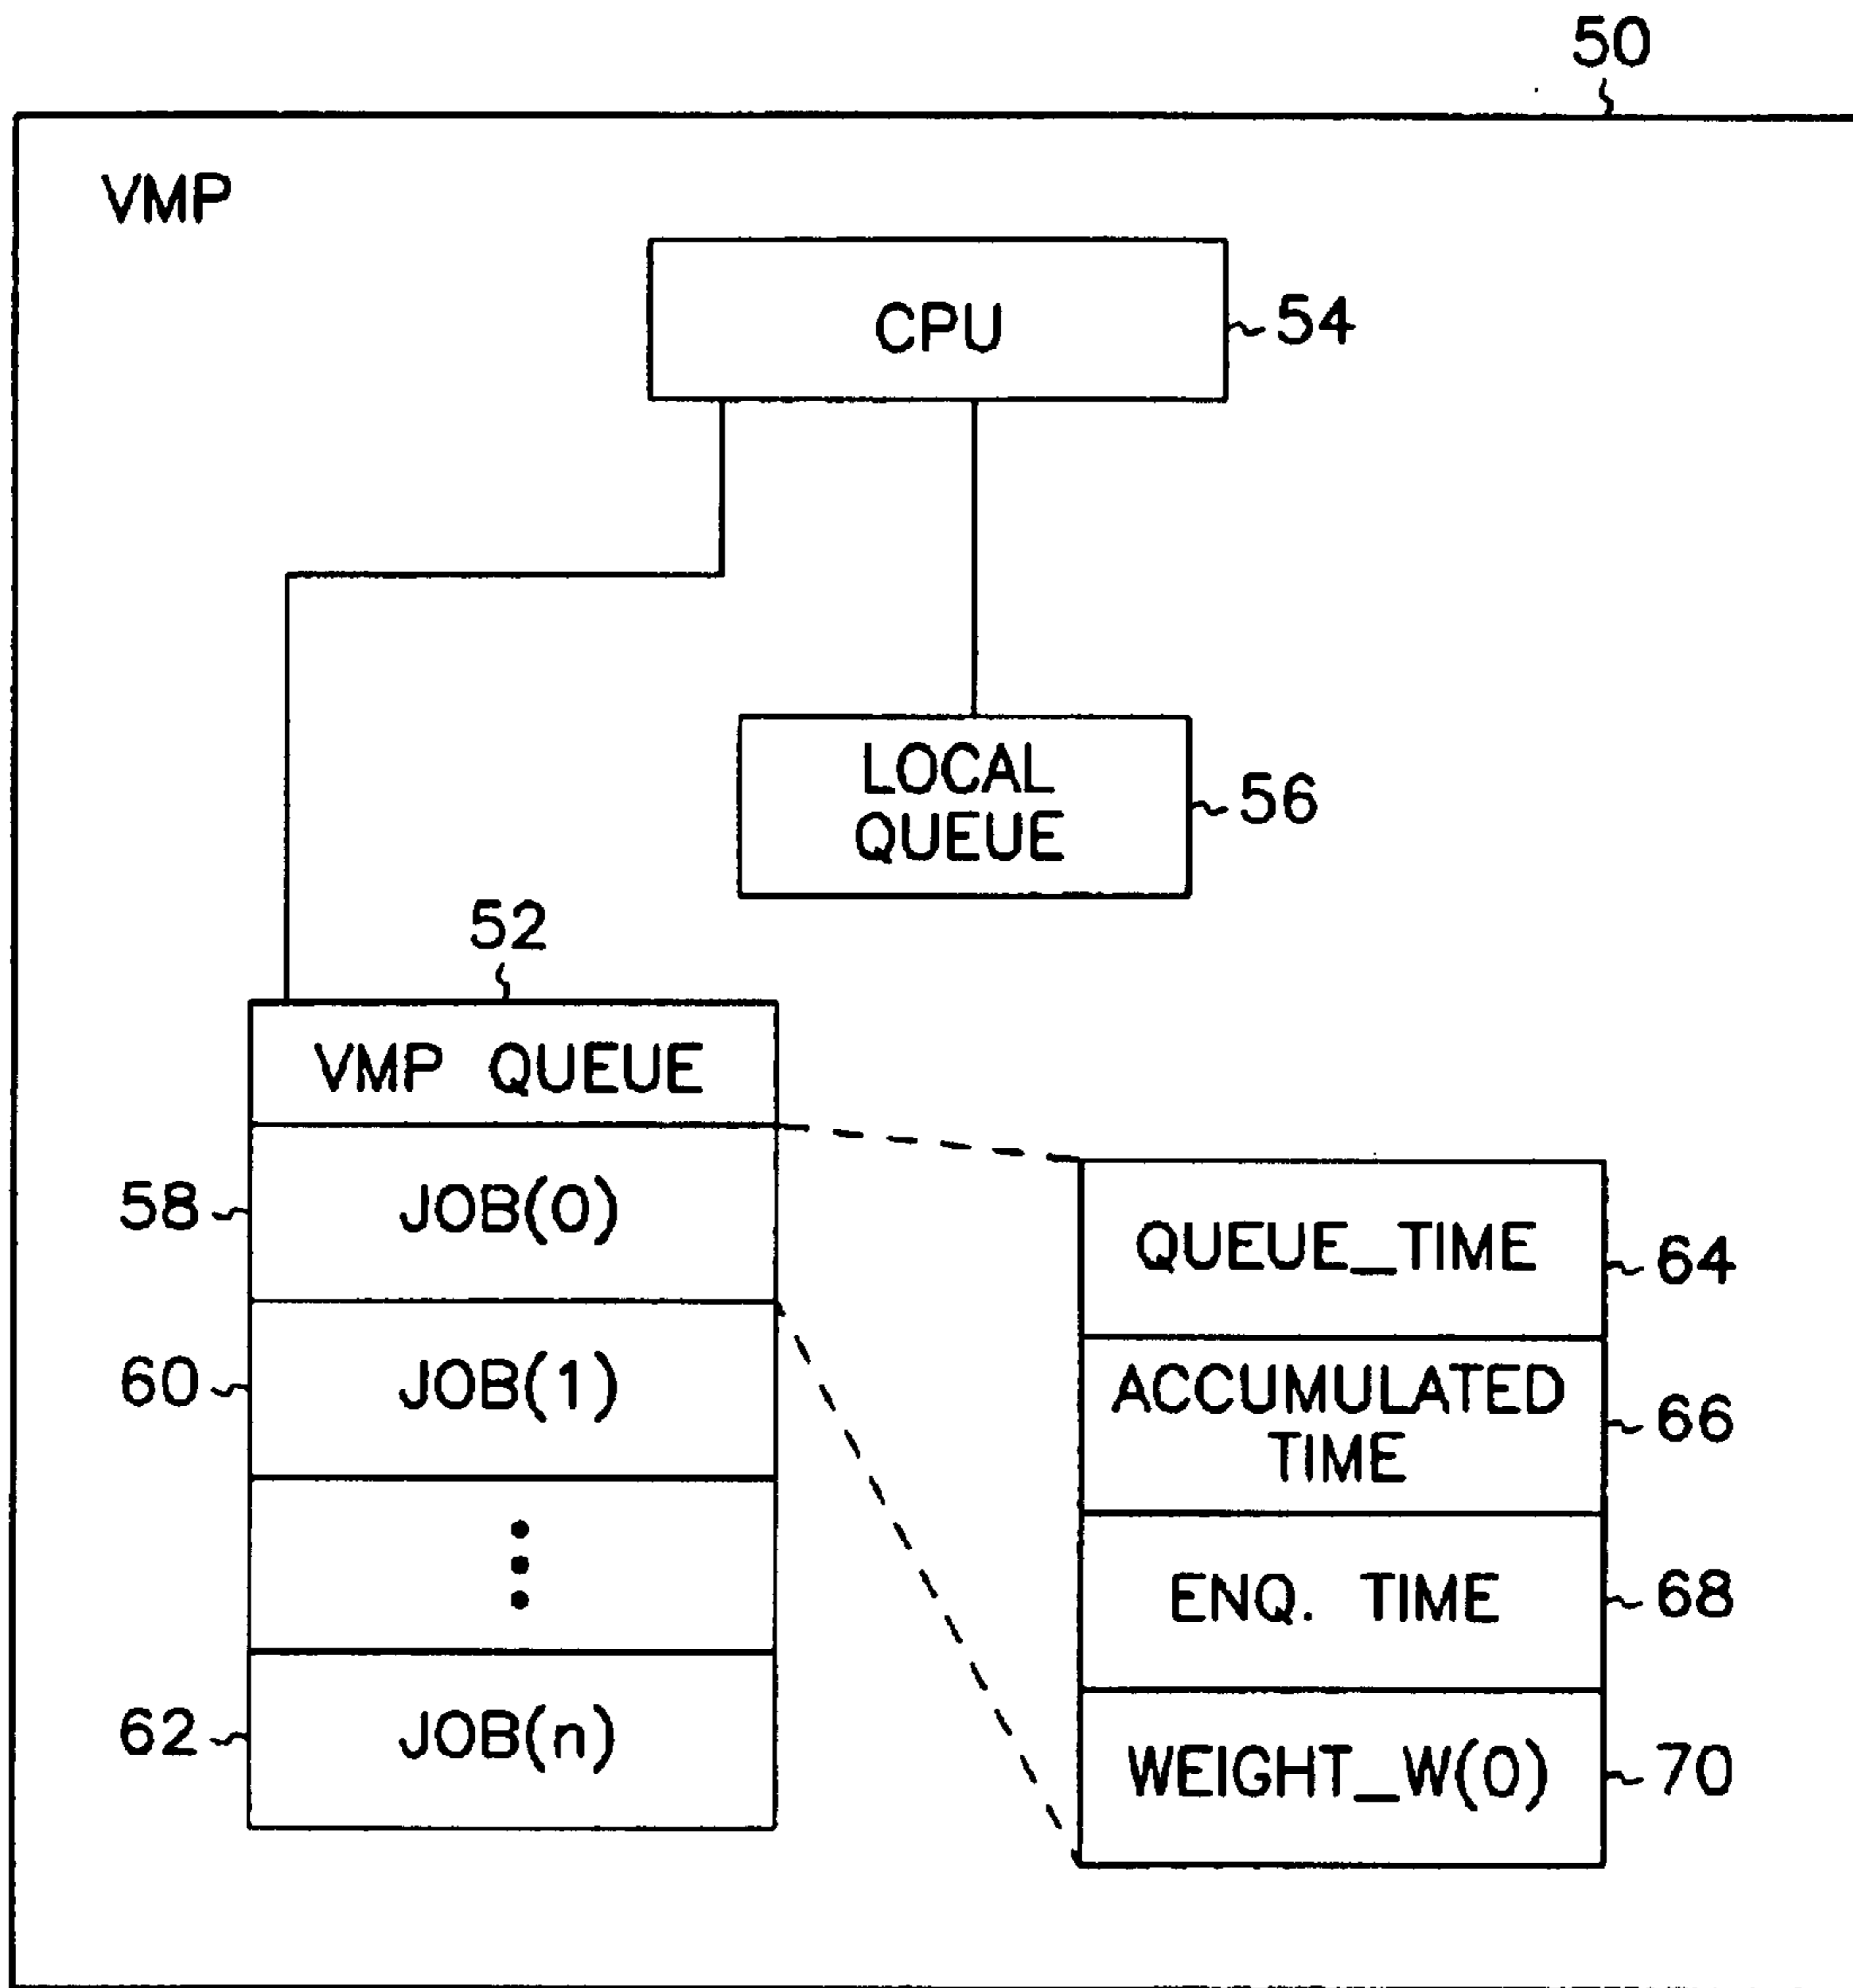 50
VMP
CPU
54
LOCAL
QUEUE
56
52
VMP QUEUE
58
JOB(0)
60
JOB(1)
62
JOB(n)
QUEUE_TIME
64
ACCUMULATED
TIME
66
ENQ. TIME
68
WEIGHT_W(0)
70